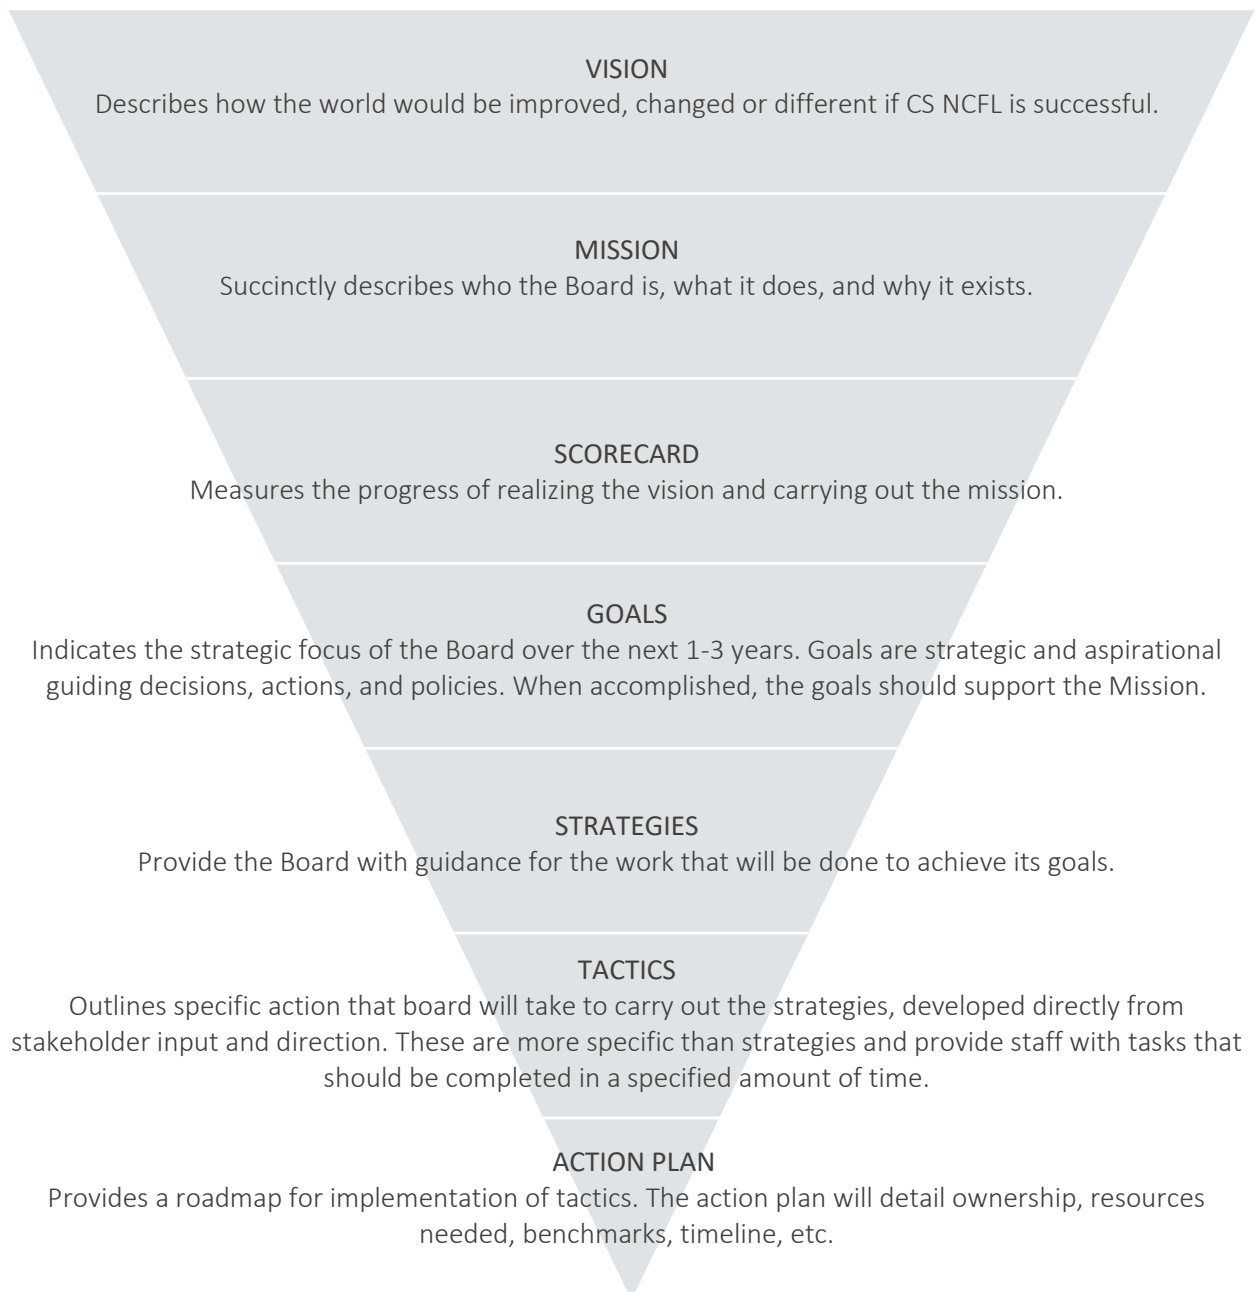 VISION
Describes how the world would be improved, changed or different if CS NCFL is successful.
MISSION
Succinctly describes who the Board is, what it does, and why it exists.
SCORECARD
Measures the progress of realizing the vision and carrying out the mission.
GOALS
Indicates the strategic focus of the Board over the next 1-3 years. Goals are strategic and aspirational
guiding decisions, actions, and policies. When accomplished, the goals should support the Mission.
STRATEGIES
Provide the Board with guidance for the work that will be done to achieve its goals.
TACTICS
Outlines specific action that board will take to carry out the strategies, developed directly from
stakeholder input and direction. These are more specific than strategies and provide staff with tasks that
should be completed in a specified amount of time.
ACTION PLAN
Provides a roadmap for implementation of tactics. The action plan will detail ownership, resources
needed, benchmarks, timeline, etc.